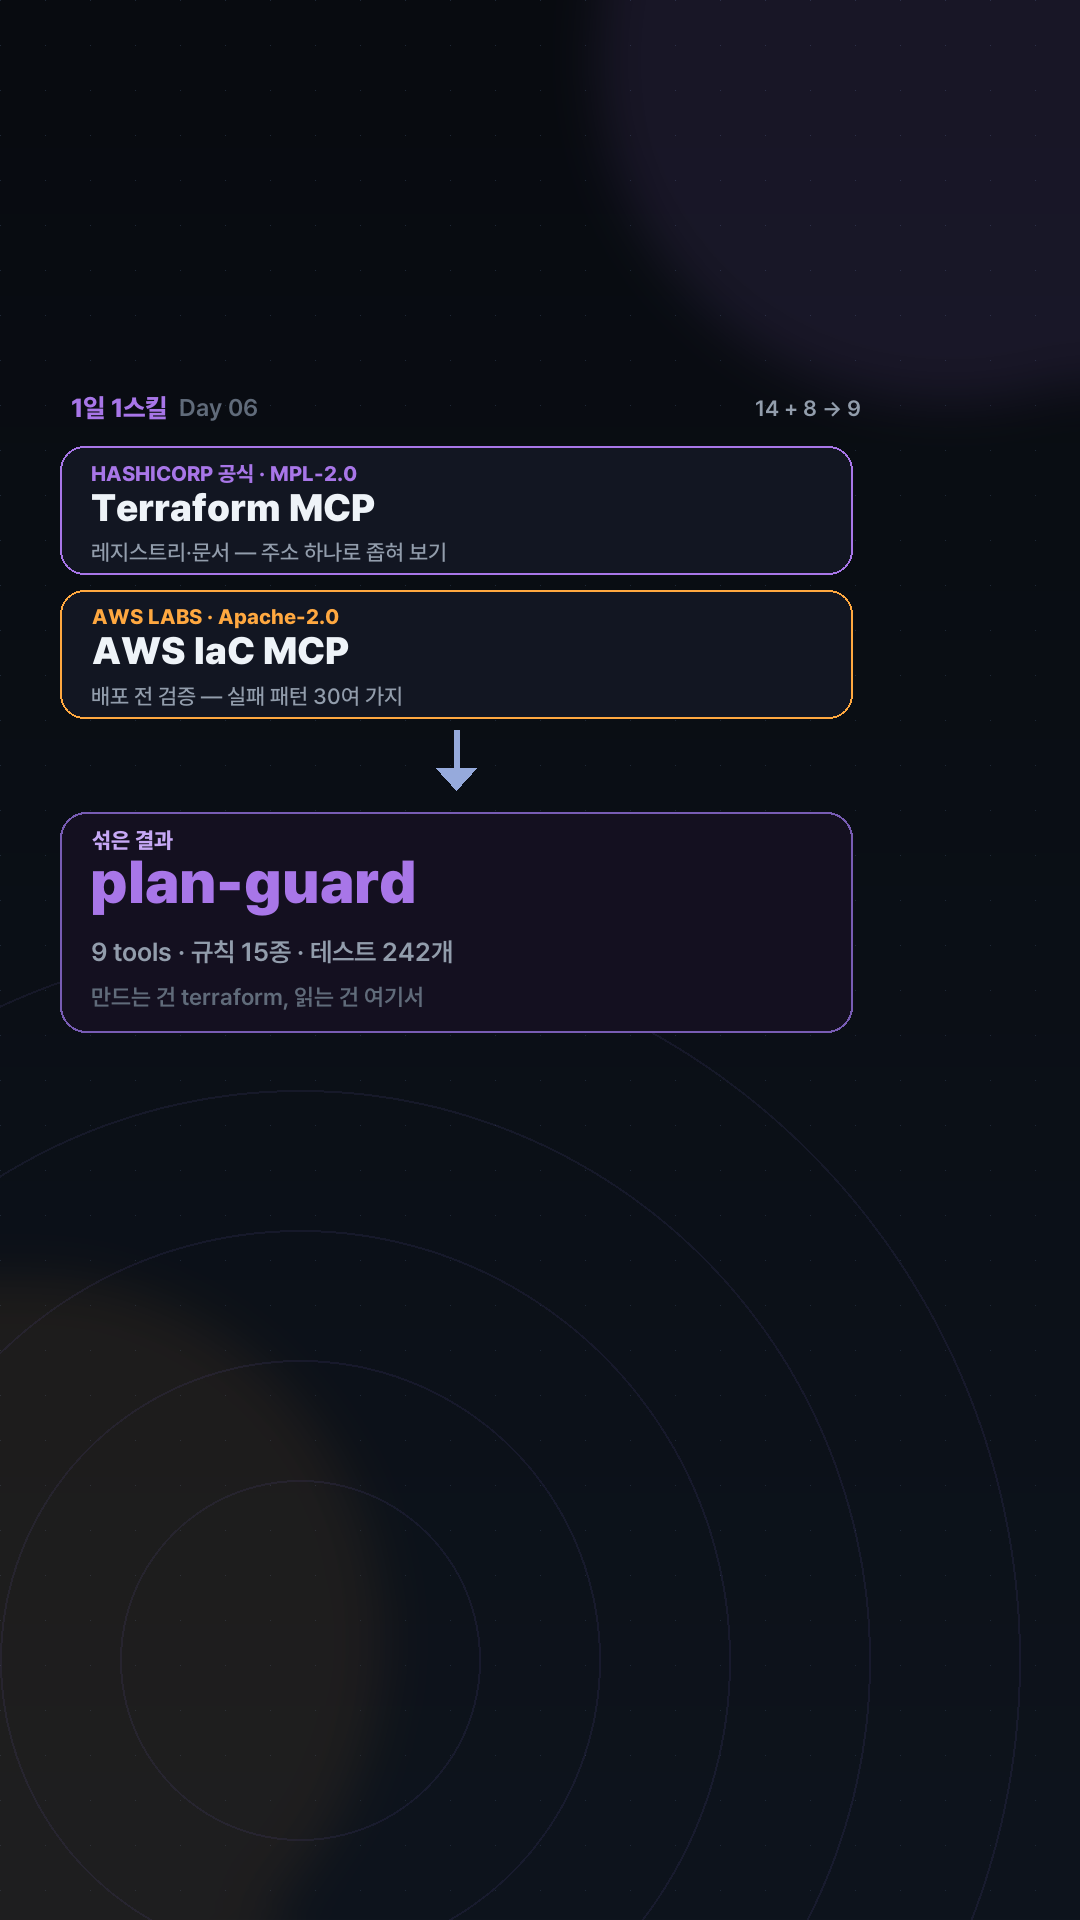 1일 1스킬 Day 06
14 + 8 → 9
HASHICORP 공식 · MPL-2.0
Terraform MCP
레지스트리·문서 — 주소 하나로 좁혀 보기
AWS LABS · Apache-2.0
AWS IaC MCP
배포 전 검증 — 실패 패턴 30여 가지
섞은 결과
plan-guard
9 tools · 규칙 15종 · 테스트 242개
만드는 건 terraform, 읽는 건 여기서